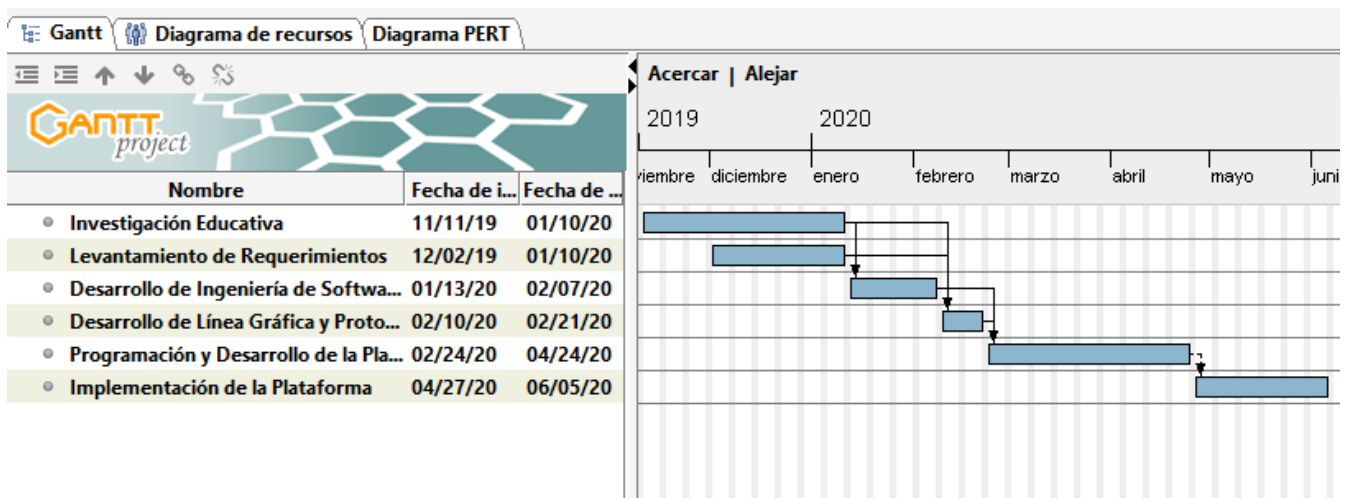 Gantt Diagrama de recursos Diagrama PERT
Acercar | Alejar
GANTT project
2019 2020
viembre diciembre enero febrero marzo abril mayo juni
Nombre Fecha de i... Fecha de ...
Investigación Educativa 11/11/19 01/10/20
Levantamiento de Requerimientos 12/02/19 01/10/20
Desarrollo de Ingeniería de Softwa... 01/13/20 02/07/20
Desarrollo de Línea Gráfica y Proto... 02/10/20 02/21/20
Programación y Desarrollo de la Pla... 02/24/20 04/24/20
Implementación de la Plataforma 04/27/20 06/05/20